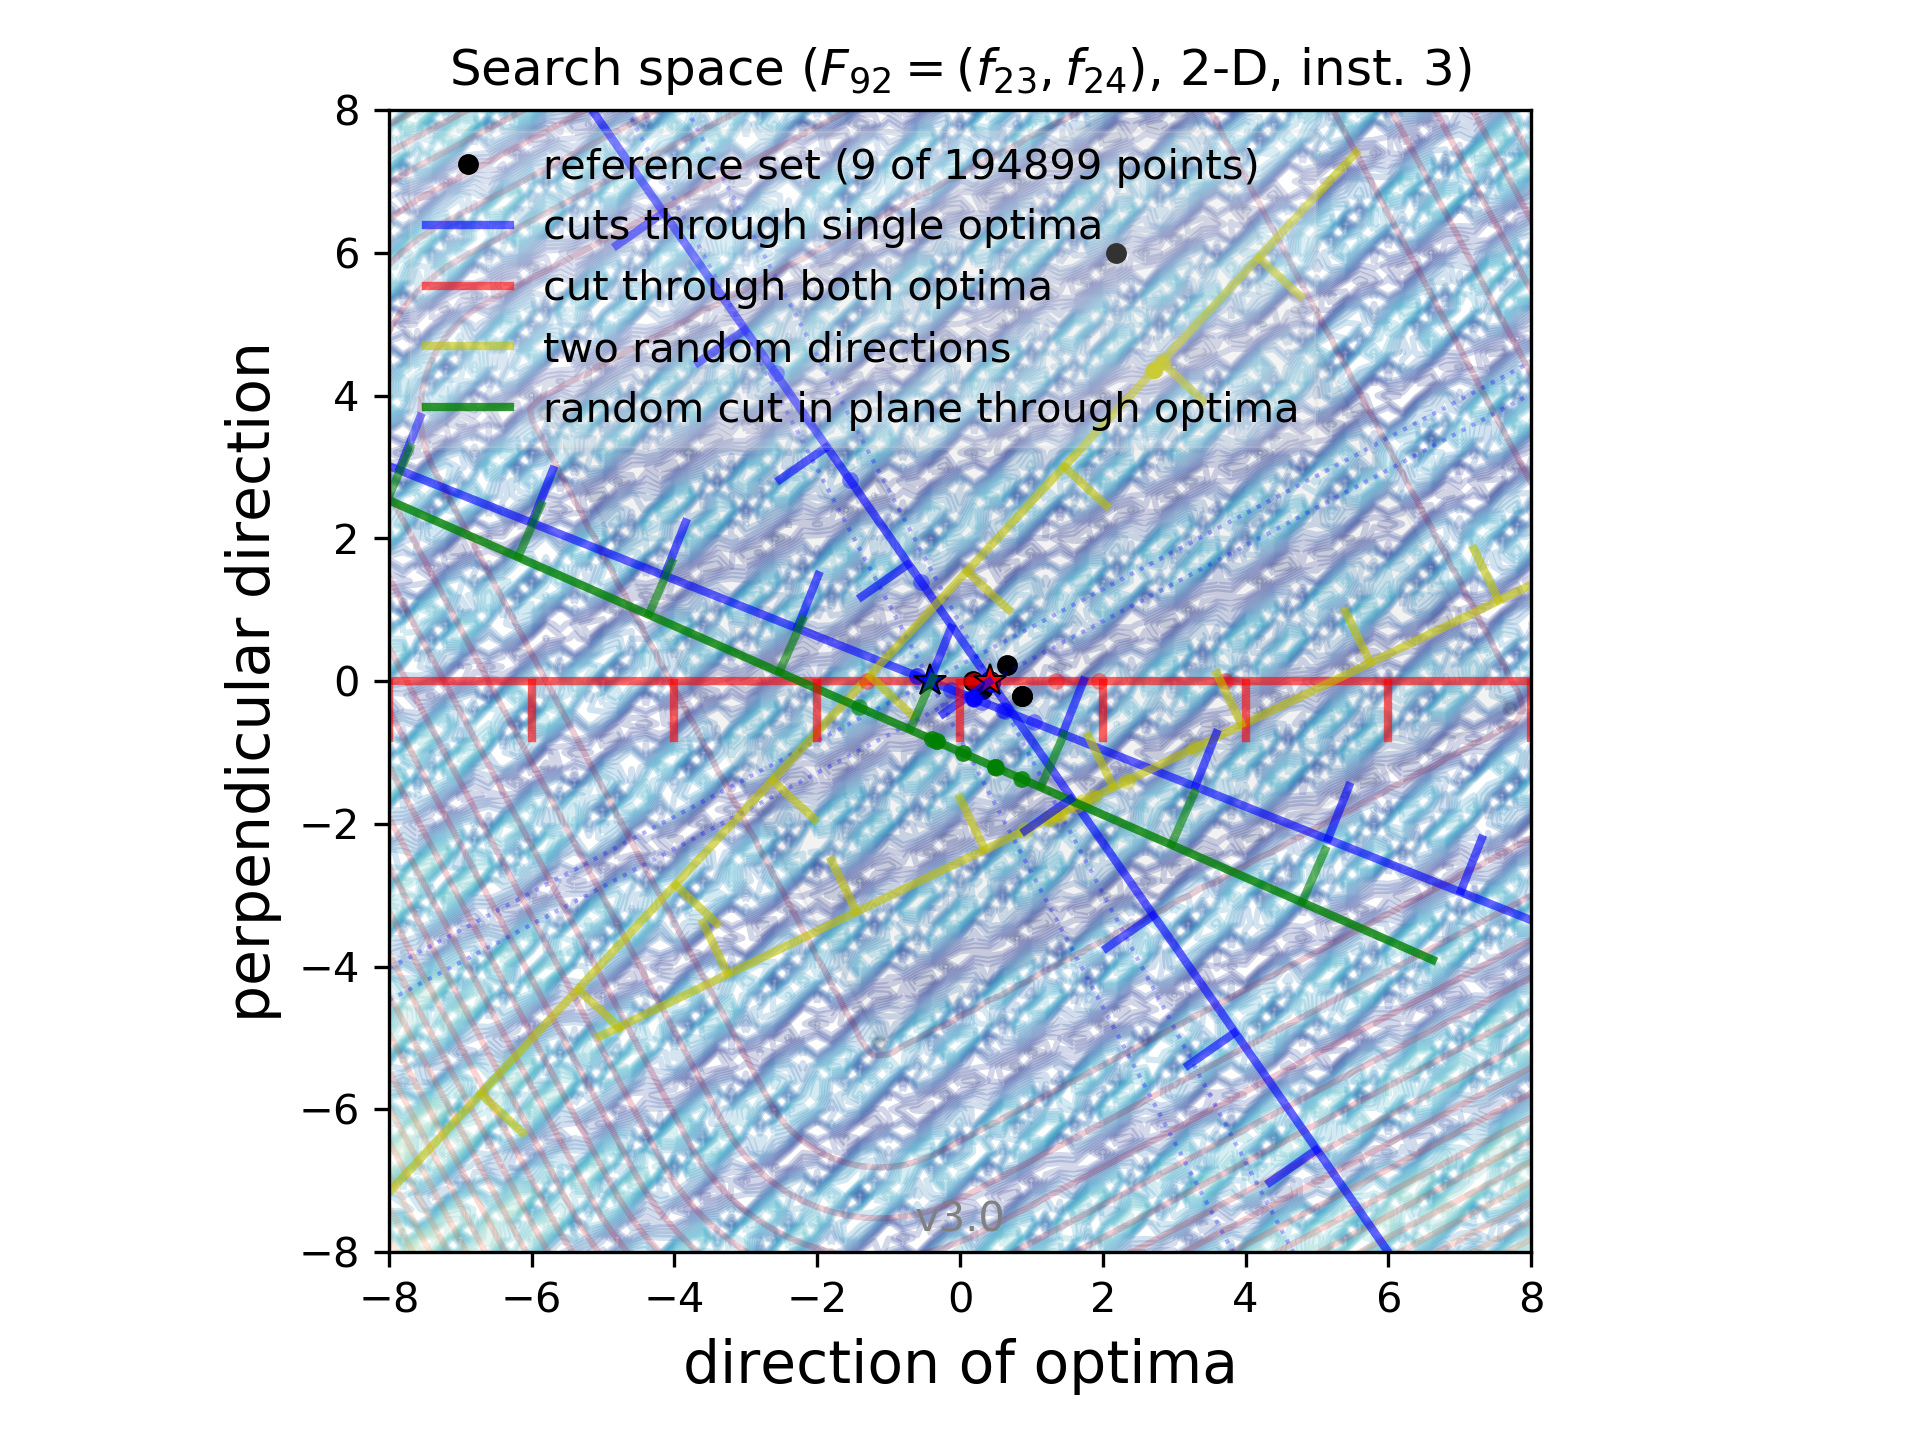 Search space (F₉₂ = (f₂₃, f₂₄), 2-D, inst. 3)
reference set (9 of 194899 points)
cuts through single optima
cut through both optima
two random directions
random cut in plane through optima
8
6
4
2
0
−2
−4
−6
−8
perpendicular direction
v3.0
−8 −6 −4 −2 0 2 4 6 8
direction of optima